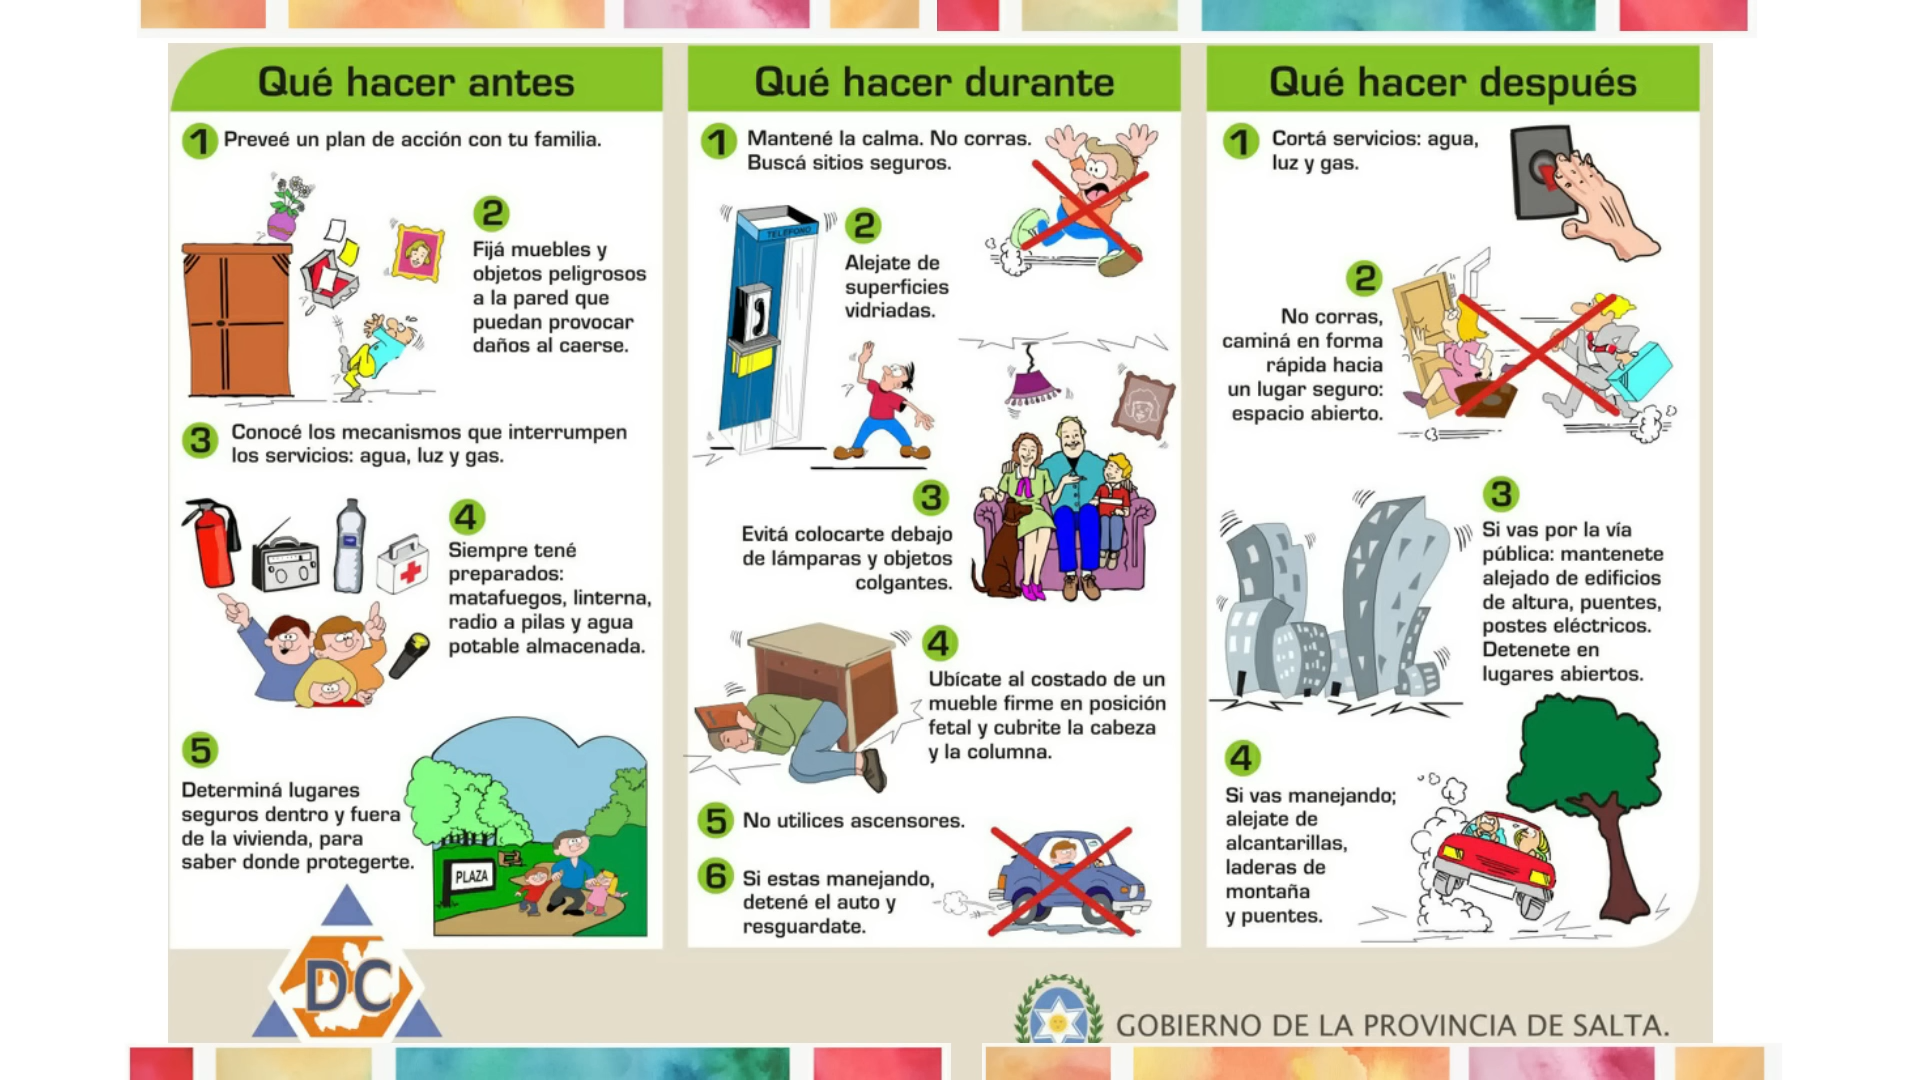 Qué hacer antes
1 Preveé un plan de acción con tu familia.
2
Fijá muebles y
objetos peligrosos
a la pared que
puedan provocar
daños al caerse.
3 Conocé los mecanismos que interrumpen
los servicios: agua, luz y gas.
4
Siempre tené
preparados:
matafuegos, linterna,
radio a pilas y agua
potable almacenada.
5
Determiná lugares
seguros dentro y fuera
de la vivienda, para
saber donde protegerte.
PLAZA
DC
Qué hacer durante
1 Mantené la calma. No corras.
Buscá sitios seguros.
TELEFONO
2
Alejate de
superficies
vidriadas.
3
Evitá colocarte debajo
de lámparas y objetos
colgantes.
4
Ubícate al costado de un
mueble firme en posición
fetal y cubrite la cabeza
y la columna.
5 No utilices ascensores.
6 Si estas manejando,
detené el auto y
resguardate.
Qué hacer después
1 Cortá servicios: agua,
luz y gas.
2
No corras,
caminá en forma
rápida hacia
un lugar seguro:
espacio abierto.
3
Si vas por la vía
pública: mantenete
alejado de edificios
de altura, puentes,
postes eléctricos.
Detenete en
lugares abiertos.
4
Si vas manejando;
alejate de
alcantarillas,
laderas de
montaña
y puentes.
GOBIERNO DE LA PROVINCIA DE SALTA.